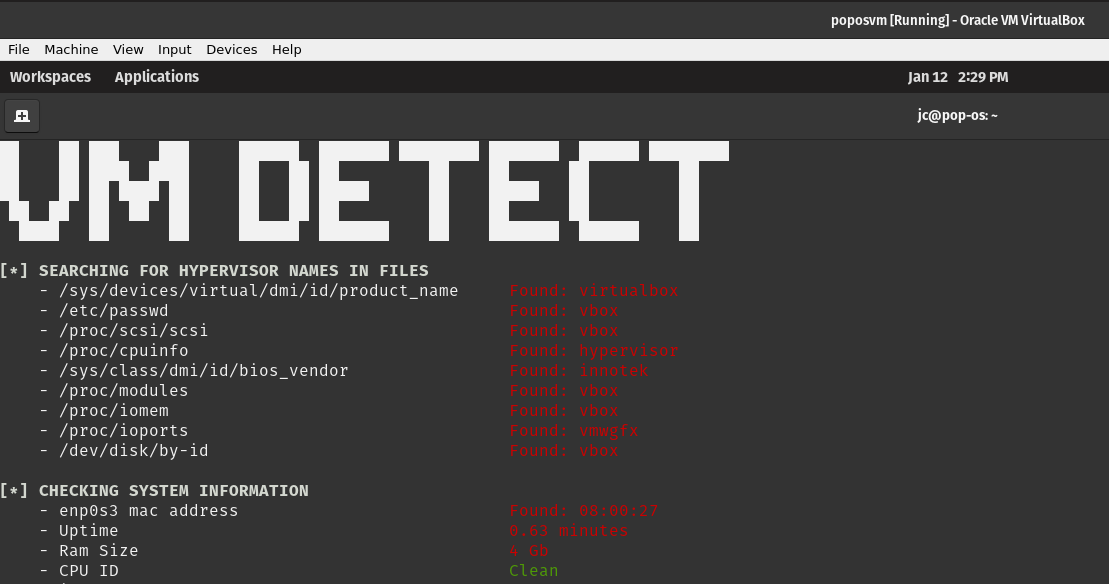 poposvm [Running] - Oracle VM VirtualBox
File Machine View Input Devices Help
Workspaces Applications Jan 12 2:29 PM
jc@pop-os: ~
VM DETECT
[*] SEARCHING FOR HYPERVISOR NAMES IN FILES
- /sys/devices/virtual/dmi/id/product_name Found: virtualbox
- /etc/passwd Found: vbox
- /proc/scsi/scsi Found: vbox
- /proc/cpuinfo Found: hypervisor
- /sys/class/dmi/id/bios_vendor Found: innotek
- /proc/modules Found: vbox
- /proc/iomem Found: vbox
- /proc/ioports Found: vmwgfx
- /dev/disk/by-id Found: vbox
[*] CHECKING SYSTEM INFORMATION
- enp0s3 mac address Found: 08:00:27
- Uptime 0.63 minutes
- Ram Size 4 Gb
- CPU ID Clean